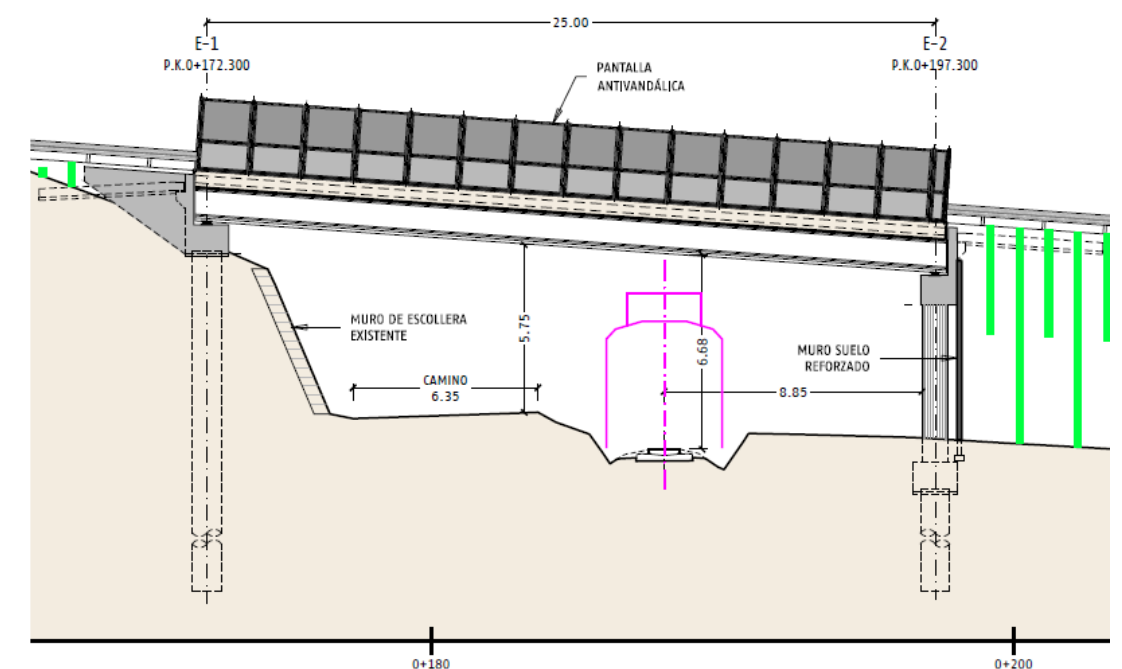 25.00
E-1
P.K.0+172.300
E-2
P.K.0+197.300
PANTALLA
ANTIVANDÁLICA
MURO DE ESCOLLERA
EXISTENTE
5.75
6.68
MURO SUELO
REFORZADO
CAMINO
6.35
8.85
0+180
0+200